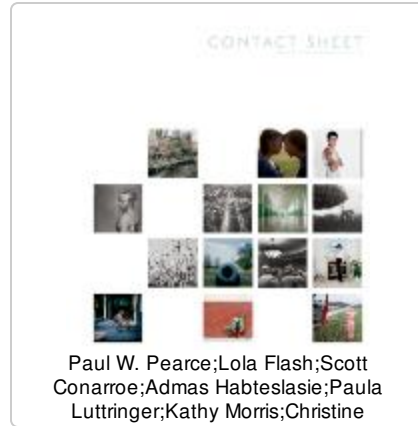 CONTACT SHEET
Paul W. Pearce;Lola Flash;Scott
Conarroe;Admas Habteslasie;Paula
Luttringer;Kathy Morris;Christine